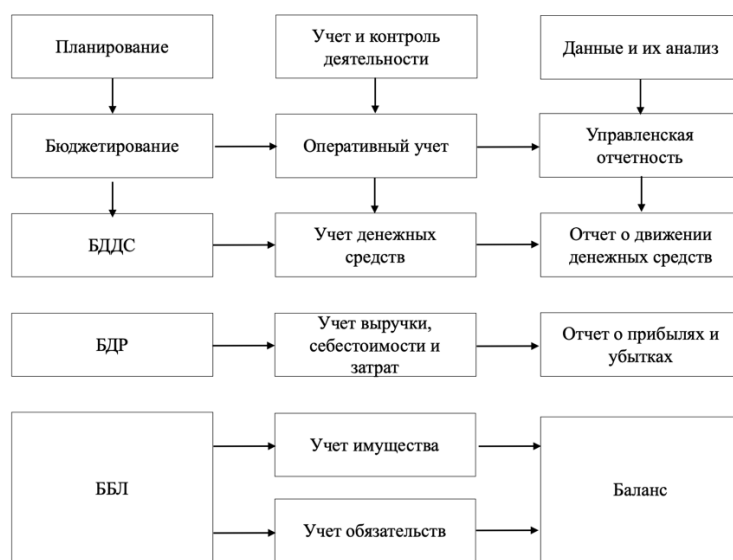 Планирование
Учет и контроль
деятельности
Данные и их анализ
Бюджетирование
Оперативный учет
Управленская
отчетность
БДДС
Учет денежных
средств
Отчет о движении
денежных средств
БДР
Учет выручки,
себестоимости и
затрат
Отчет о прибылях и
убытках
ББЛ
Учет имущества
Учет обязательств
Баланс